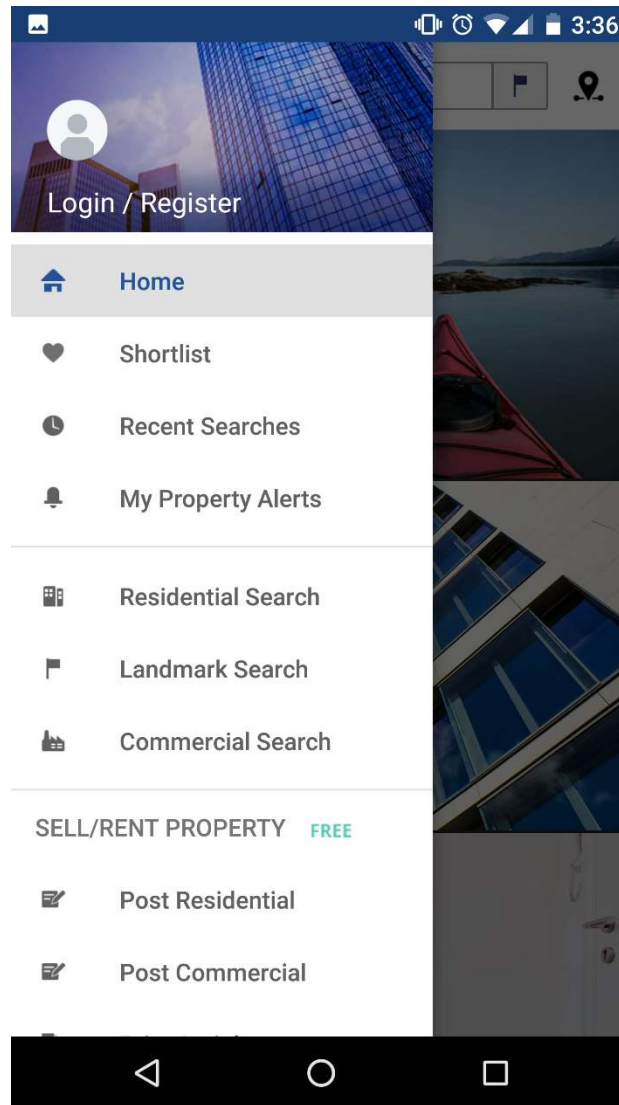 3:36
Login / Register
Home
Shortlist
Recent Searches
My Property Alerts
Residential Search
Landmark Search
Commercial Search
SELL/RENT PROPERTY FREE
Post Residential
Post Commercial